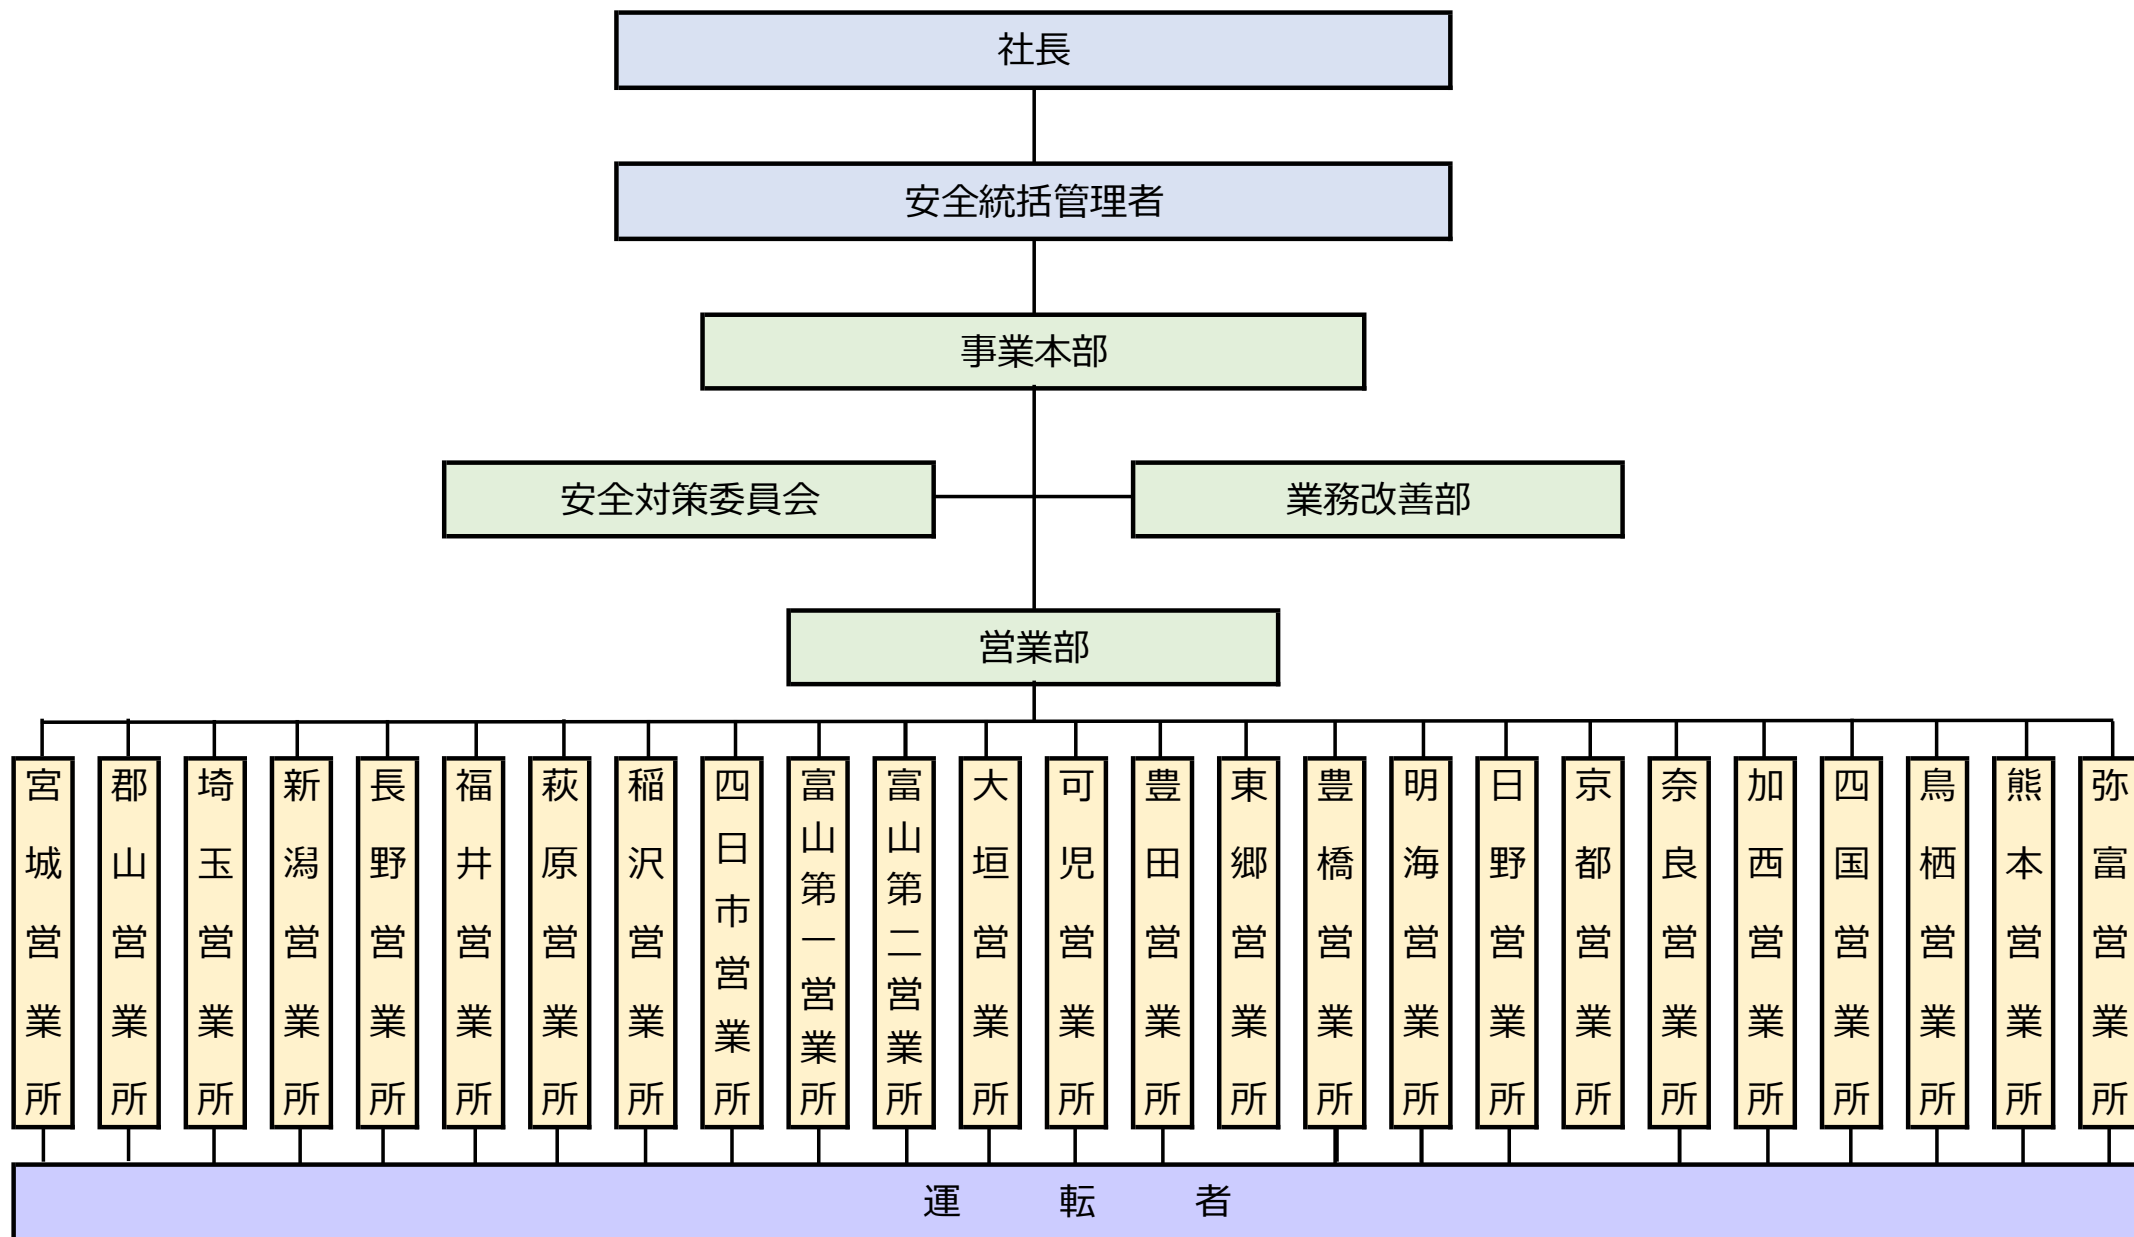 社長
安全統括管理者
事業本部
安全対策委員会
業務改善部
営業部
宮城営業所
郡山営業所
埼玉営業所
新潟営業所
長野営業所
福井営業所
萩原営業所
稲沢営業所
四日市営業所
富山第一営業所
富山第二営業所
大垣営業所
可児営業所
豊田営業所
東郷営業所
豊橋営業所
明海営業所
日野営業所
京都営業所
奈良営業所
加西営業所
四国営業所
鳥栖営業所
熊本営業所
弥富営業所
運転者